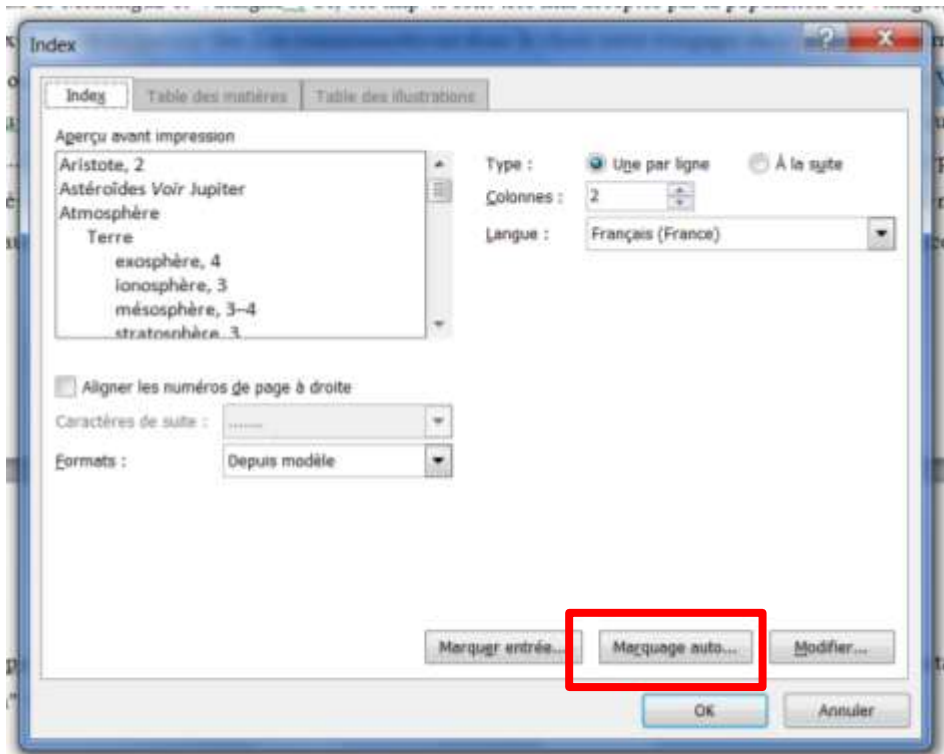 Index
Index Table des matières Table des illustrations
Aperçu avant impression
Aristote, 2
Astéroïdes Voir Jupiter
Atmosphère
Terre
exosphère, 4
ionosphère, 3
mésosphère, 3–4
stratosphère, 3
Type : Une par ligne À la suite
Colonnes : 2
Langue : Français (France)
Aligner les numéros de page à droite
Caractères de suite : .......
Formats : Depuis modèle
Marquer entrée... Marquage auto... Modifier...
OK Annuler